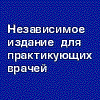 Независимое
издание для
практикующих
врачей